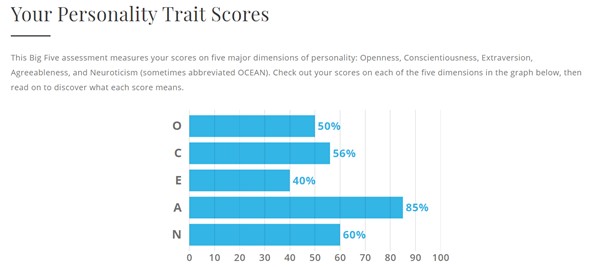 Your Personality Trait Scores
This Big Five assessment measures your scores on five major dimensions of personality: Openness, Conscientiousness, Extraversion,
Agreeableness, and Neuroticism (sometimes abbreviated OCEAN). Check out your scores on each of the five dimensions in the graph below, then
read on to discover what each score means.
O 50%
C 56%
E 40%
A 85%
N 60%
0 10 20 30 40 50 60 70 80 90 100